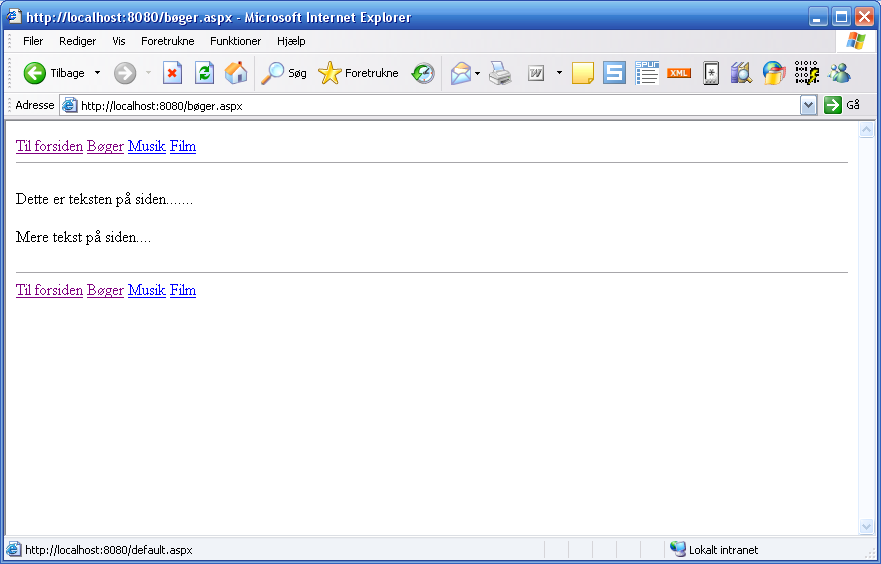 http://localhost:8080/bøger.aspx - Microsoft Internet Explorer
Filer Rediger Vis Foretrukne Funktioner Hjælp
Tilbage Søg Foretrukne W S SPUR XML
Adresse http://localhost:8080/bøger.aspx Gå
Til forsiden Bøger Musik Film
Dette er teksten på siden.......
Mere tekst på siden....
Til forsiden Bøger Musik Film
http://localhost:8080/default.aspx Lokalt intranet